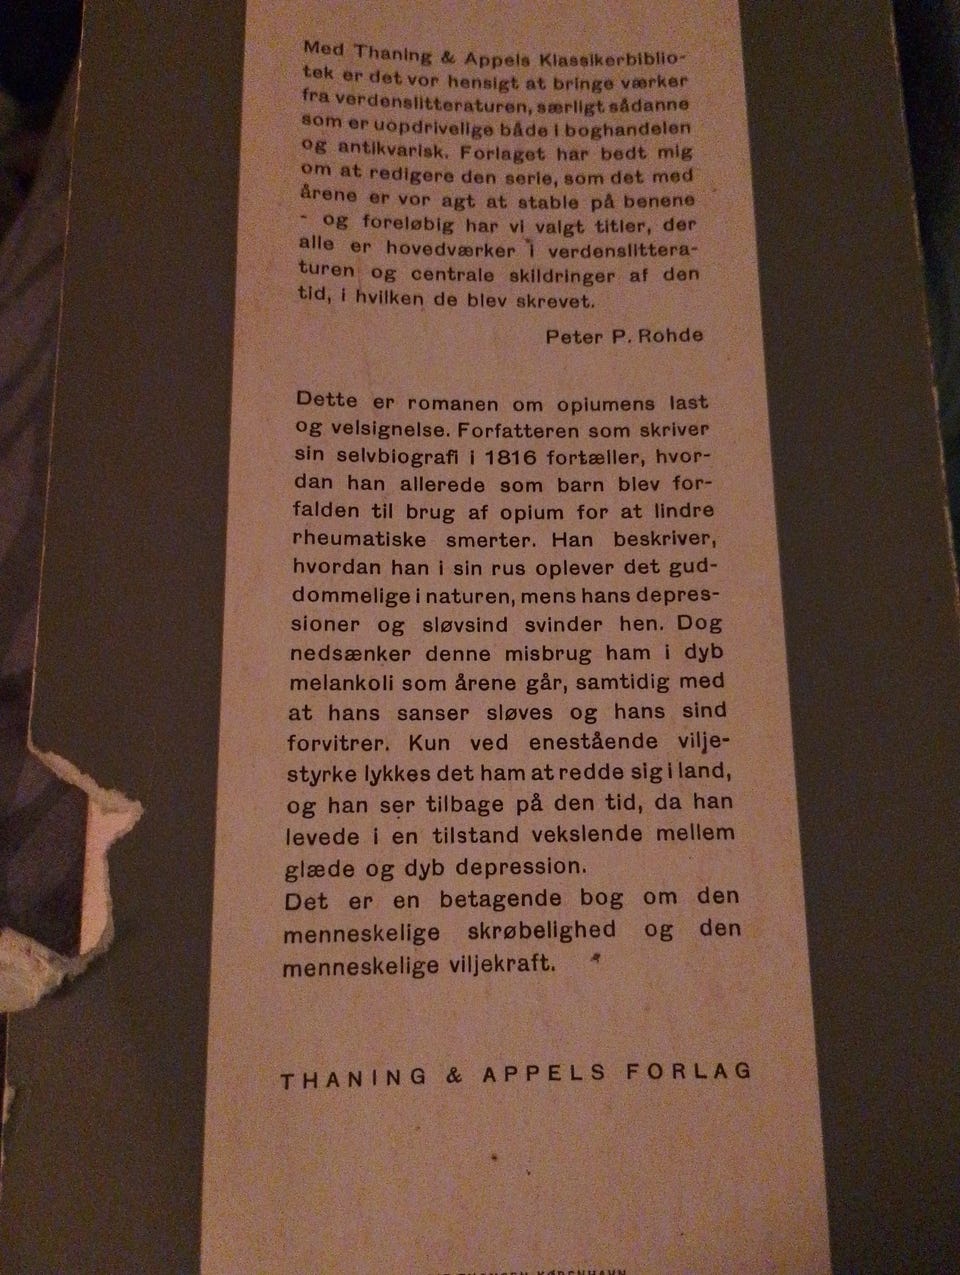 Med Thaning & Appels Klassikerbiblio-
tek er det vor hensigt at bringe værker
fra verdenslitteraturen, særligt sådanne
som er uopdrivelige både i boghandelen
og antikvarisk. Forlaget har bedt mig
om at redigere den serie, som det med
årene er vor agt at stable på benene
- og foreløbig har vi valgt titler, der
alle er hovedværker i verdenslittera-
turen og centrale skildringer af den
tid, i hvilken de blev skrevet.
Peter P. Rohde
Dette er romanen om opiumens last
og velsignelse. Forfatteren som skriver
sin selvbiografi i 1816 fortæller, hvor-
dan han allerede som barn blev for-
falden til brug af opium for at lindre
rheumatiske smerter. Han beskriver,
hvordan han i sin rus oplever det gud-
dommelige i naturen, mens hans depres-
sioner og sløvsind svinder hen. Dog
nedsænker denne misbrug ham i dyb
melankoli som årene går, samtidig med
at hans sanser sløves og hans sind
forvitrer. Kun ved enestående vilje-
styrke lykkes det ham at redde sig i land,
og han ser tilbage på den tid, da han
levede i en tilstand vekslende mellem
glæde og dyb depression.
Det er en betagende bog om den
menneskelige skrøbelighed og den
menneskelige viljekraft.
THANING & APPELS FORLAG
KØBENHAVN